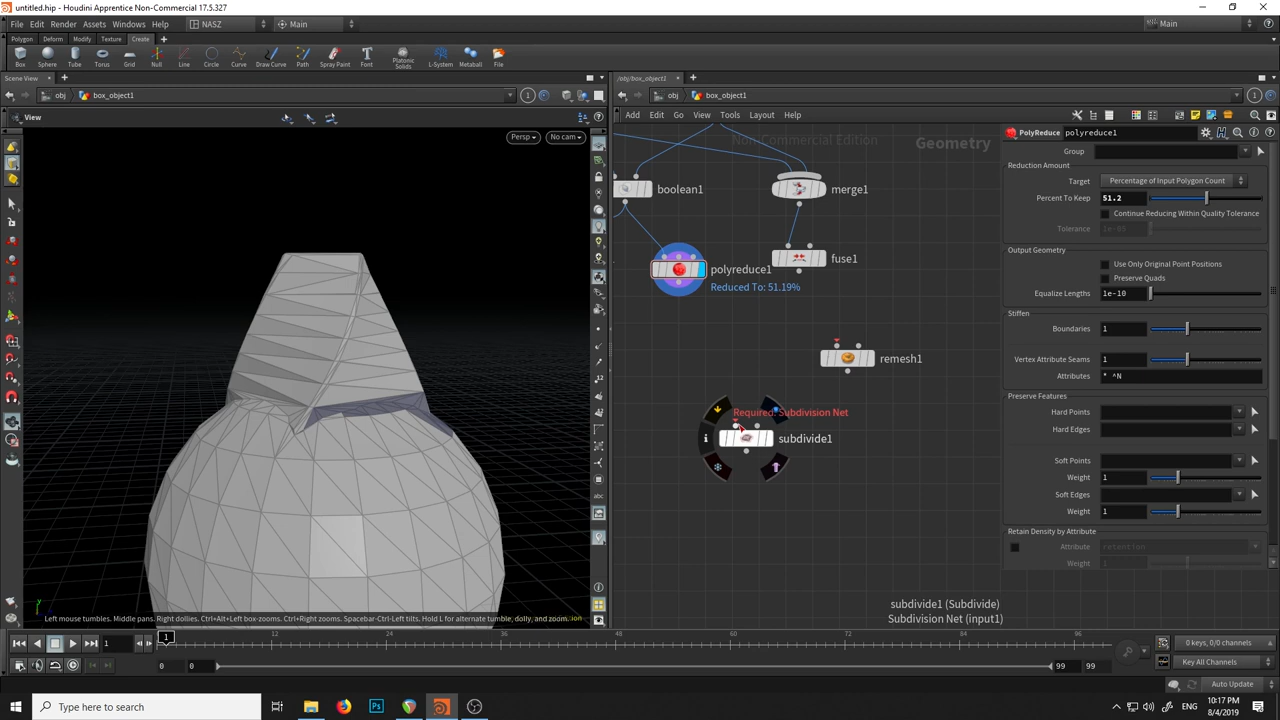 untitled.hip - Houdini Apprentice Non-Commercial 17.5.327
File Edit Render Assets Windows Help NASZ Main Main
Polygon Deform Modify Texture Create
Box Sphere Tube Torus Grid Null Line Circle Curve Draw Curve Path Spray Paint Font Platonic Solids L-System Metaball File
Scene View /obj/box_object1
obj box_object1 1 obj box_object1 1
View Add Edit Go View Tools Layout Help
Persp No cam
Non-Commercial Edition Geometry
boolean1 merge1
polyreduce1 fuse1
Reduced To: 51.19%
remesh1
Required: Subdivision Net
subdivide1
subdivide1 (Subdivide)
Subdivision Net (input1)
PolyReduce polyreduce1
Group
Reduction Amount
Target Percentage of Input Polygon Count
Percent To Keep 51.2
Continue Reducing Within Quality Tolerance
Tolerance 1e-05
Output Geometry
Use Only Original Point Positions
Preserve Quads
Equalize Lengths 1e-10
Stiffen
Boundaries 1
Vertex Attribute Seams 1
Attributes * ^N
Preserve Features
Hard Points
Hard Edges
Soft Points
Weight 1
Soft Edges
Weight 1
Retain Density by Attribute
Attribute retention
Weight 1
Left mouse tumbles. Middle pans. Right dollies. Ctrl+Alt+Left box-zooms. Ctrl+Right zooms. Spacebar-Ctrl-Left tilts. Hold L for alternate tumble, dolly, and zoom.
1 1 12 24 36 48 60 72 84 96 0 keys, 0/0 channels
0 0 99 99 Key All Channels
Auto Update
Type here to search
10:17 PM
8/4/2019